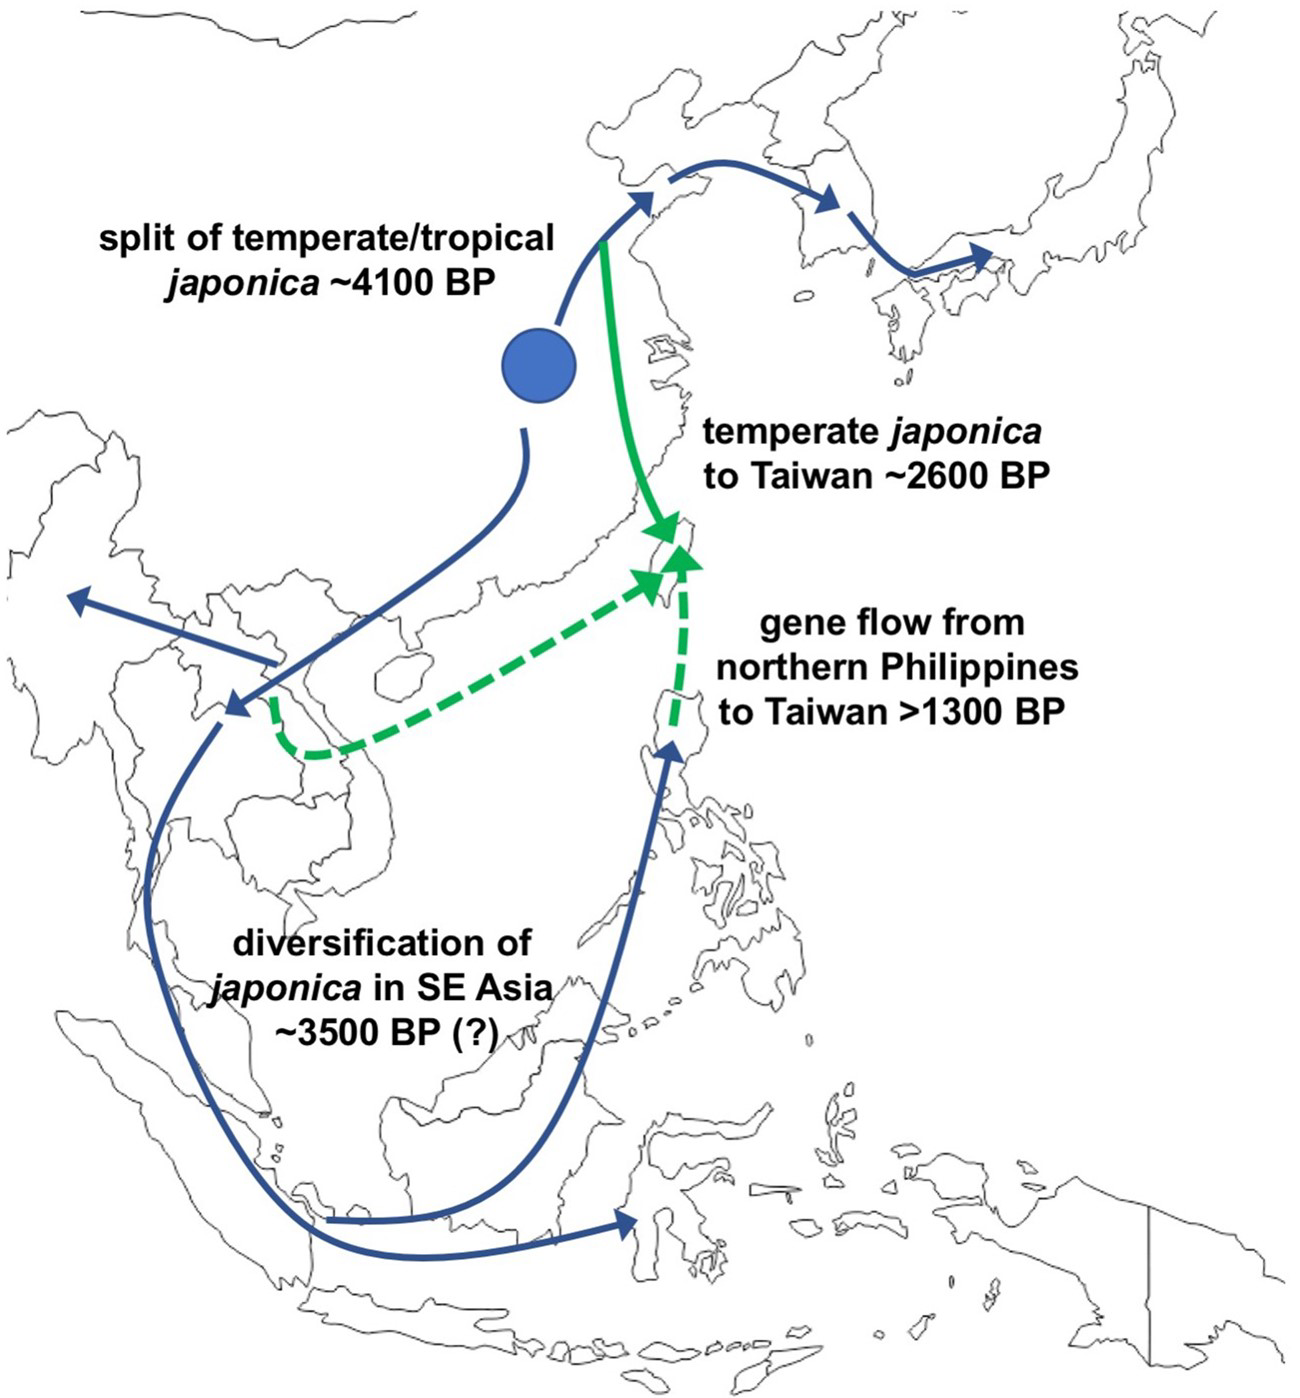 split of temperate/tropical
japonica ~4100 BP
temperate japonica
to Taiwan ~2600 BP
gene flow from
northern Philippines
to Taiwan >1300 BP
diversification of
japonica in SE Asia
~3500 BP (?)